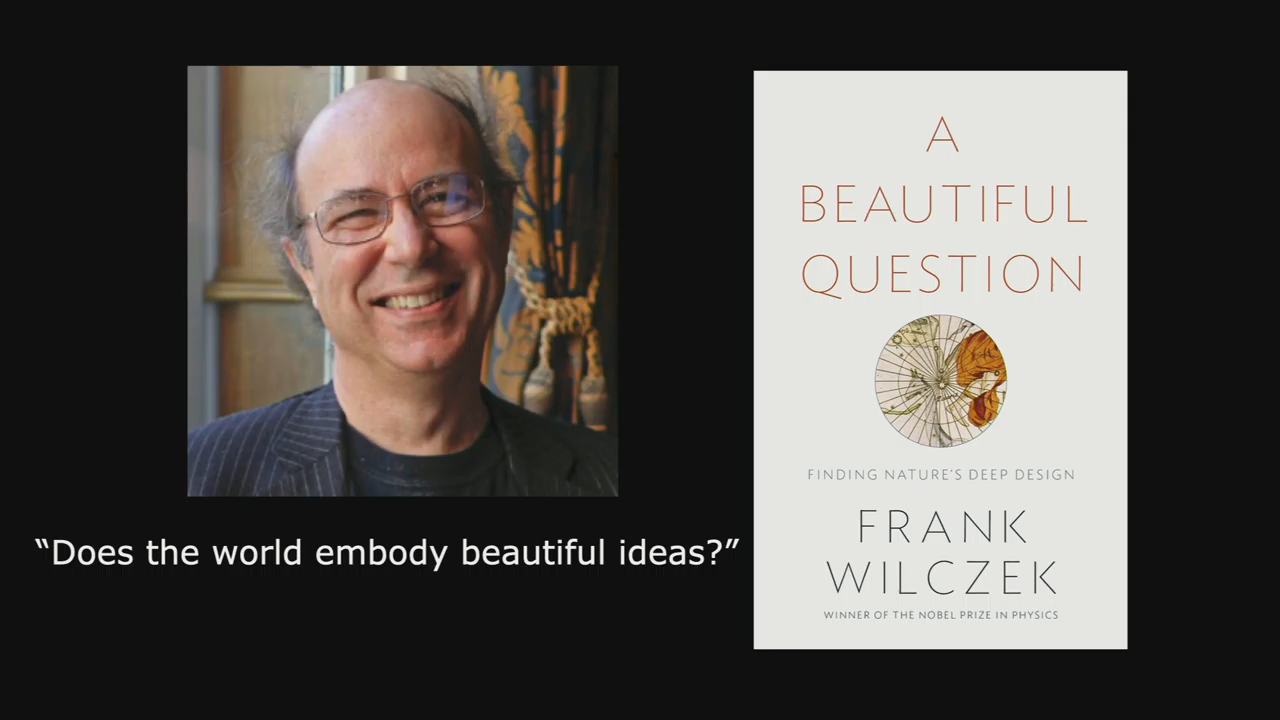 “Does the world embody beautiful ideas?”
A
BEAUTIFUL
QUESTION
FINDING NATURE'S DEEP DESIGN
FRANK
WILCZEK
WINNER OF THE NOBEL PRIZE IN PHYSICS